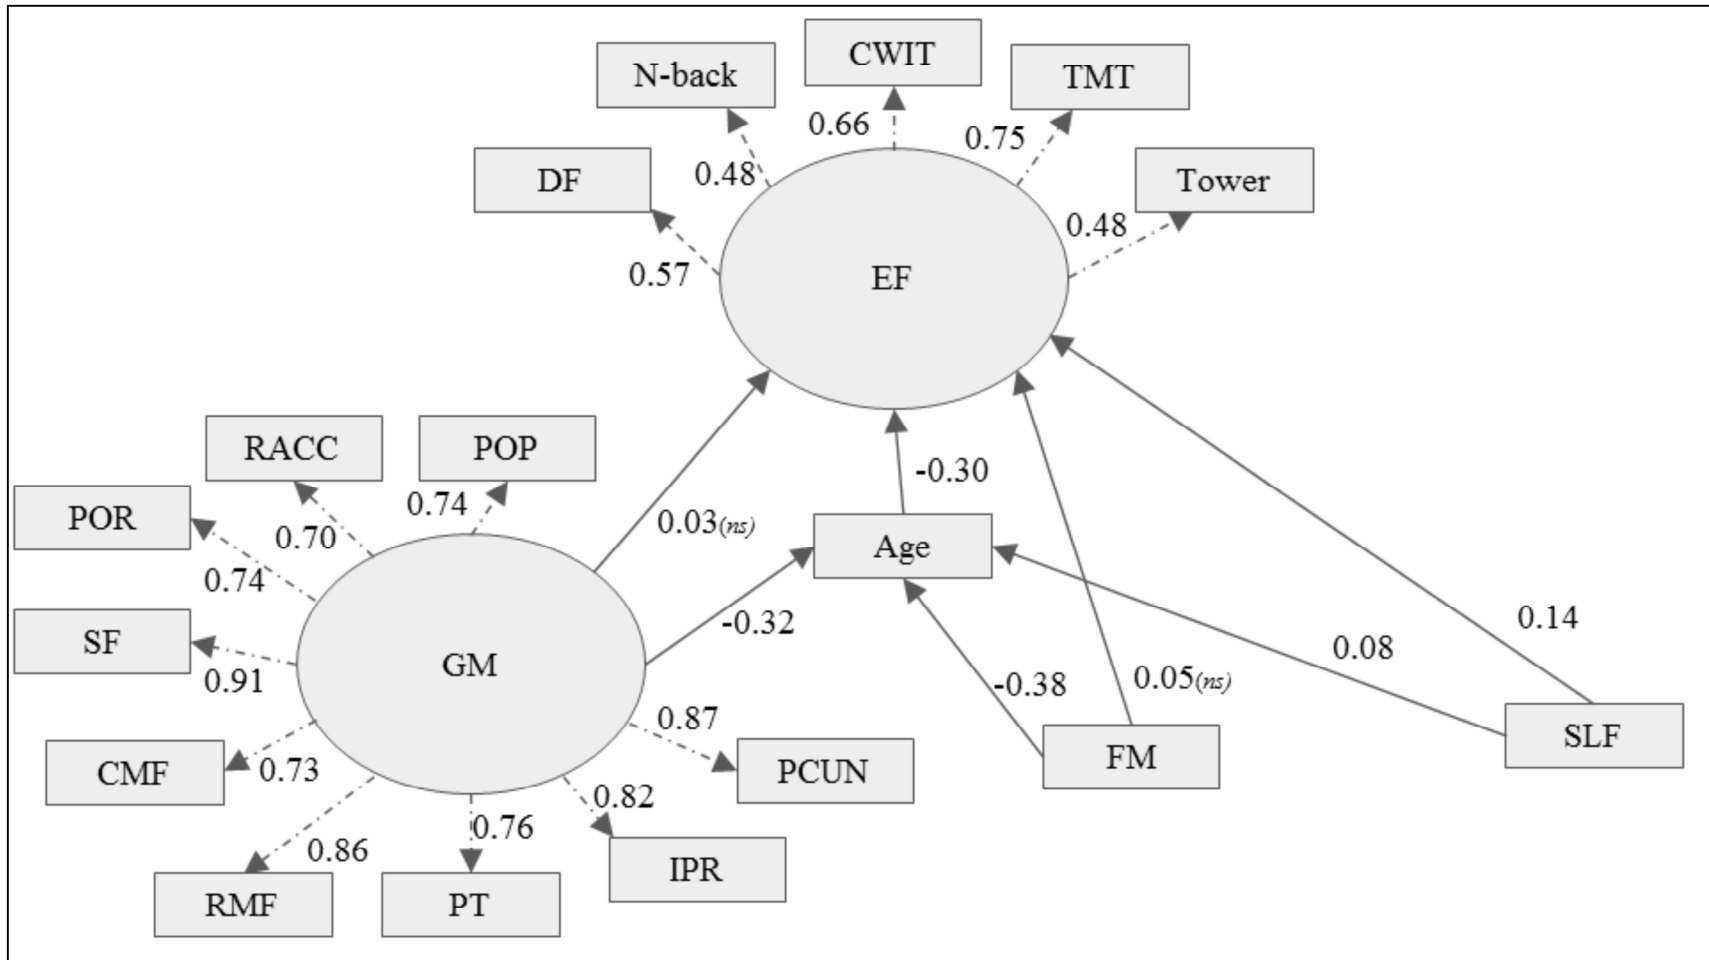 CWIT
N-back
TMT
0.66
0.75
0.48
DF
Tower
0.48
0.57
EF
RACC
POP
-0.30
POR
0.74
0.03(ns)
0.70
Age
0.74
SF
-0.32
0.14
0.91
GM
0.08
-0.38
0.05(ns)
0.87
SLF
CMF
0.73
PCUN
FM
0.82
0.86
0.76
IPR
RMF
PT